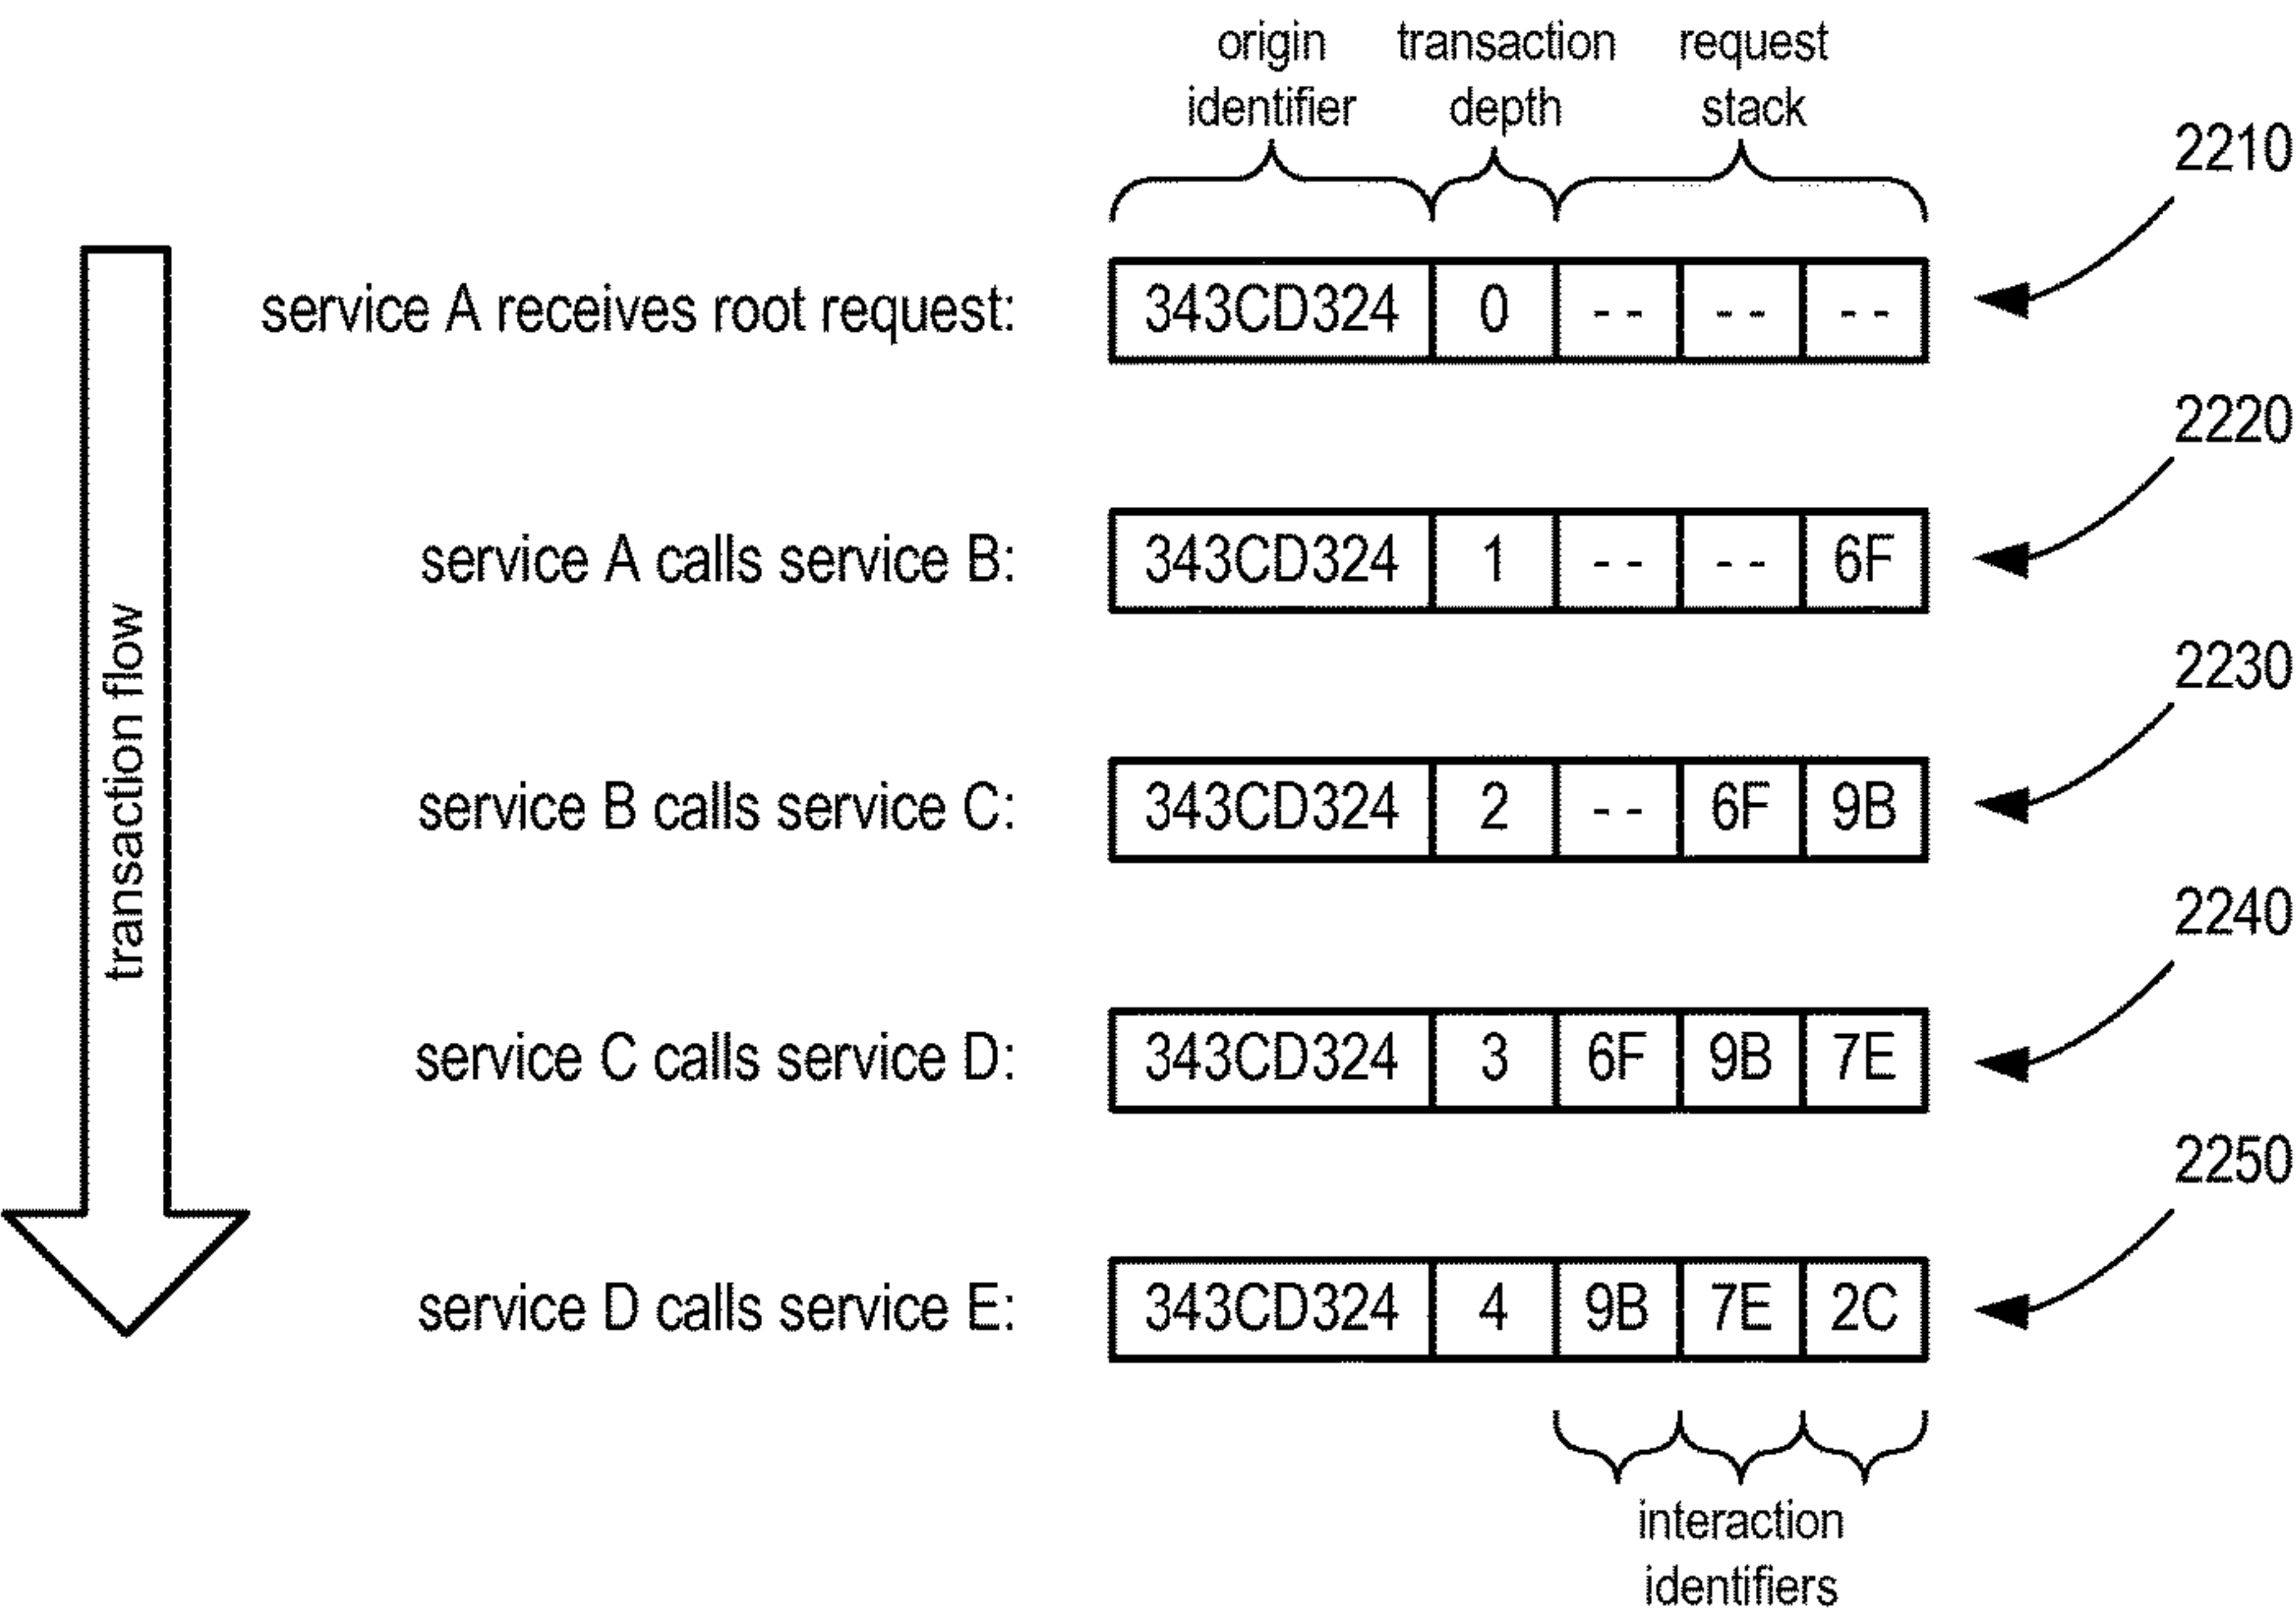 origin identifier
transaction depth
request stack
2210
service A receives root request: 343CD324 0 -- -- --
2220
service A calls service B: 343CD324 1 -- -- 6F
2230
service B calls service C: 343CD324 2 -- 6F 9B
2240
service C calls service D: 343CD324 3 6F 9B 7E
2250
service D calls service E: 343CD324 4 9B 7E 2C
transaction flow
interaction
identifiers